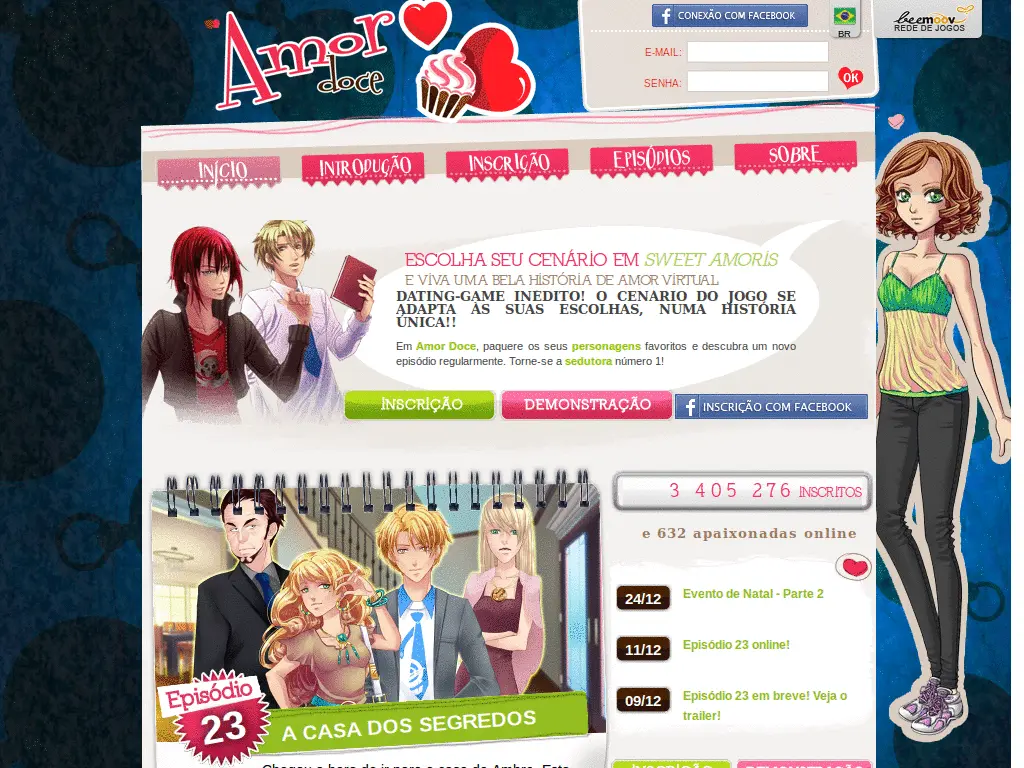 Amor
doce
CONEXÃO COM FACEBOOK
BR
beemoov
REDE DE JOGOS
E-MAIL:
SENHA:
OK
INÍCIO
INTRODUÇÃO
INSCRIÇÃO
EPISÓDIOS
SOBRE
ESCOLHA SEU CENÁRIO EM SWEET AMORIS
E VIVA UMA BELA HISTÓRIA DE AMOR VIRTUAL
DATING-GAME INEDITO! O CENARIO DO JOGO SE
ADAPTA ÀS SUAS ESCOLHAS, NUMA HISTÓRIA
ÚNICA!!
Em Amor Doce, paquere os seus personagens favoritos e descubra um novo
episódio regularmente. Torne-se a sedutora número 1!
INSCRIÇÃO
DEMONSTRAÇÃO
INSCRIÇÃO COM FACEBOOK
3 405 276 INSCRITOS
e 632 apaixonadas online
24/12 Evento de Natal - Parte 2
11/12 Episódio 23 online!
09/12 Episódio 23 em breve! Veja o
trailer!
Episódio
23
A CASA DOS SEGREDOS
Chegou a hora de ir para a casa da Ambre. Esta
INSCRIÇÃO
DEMONSTRAÇÃO